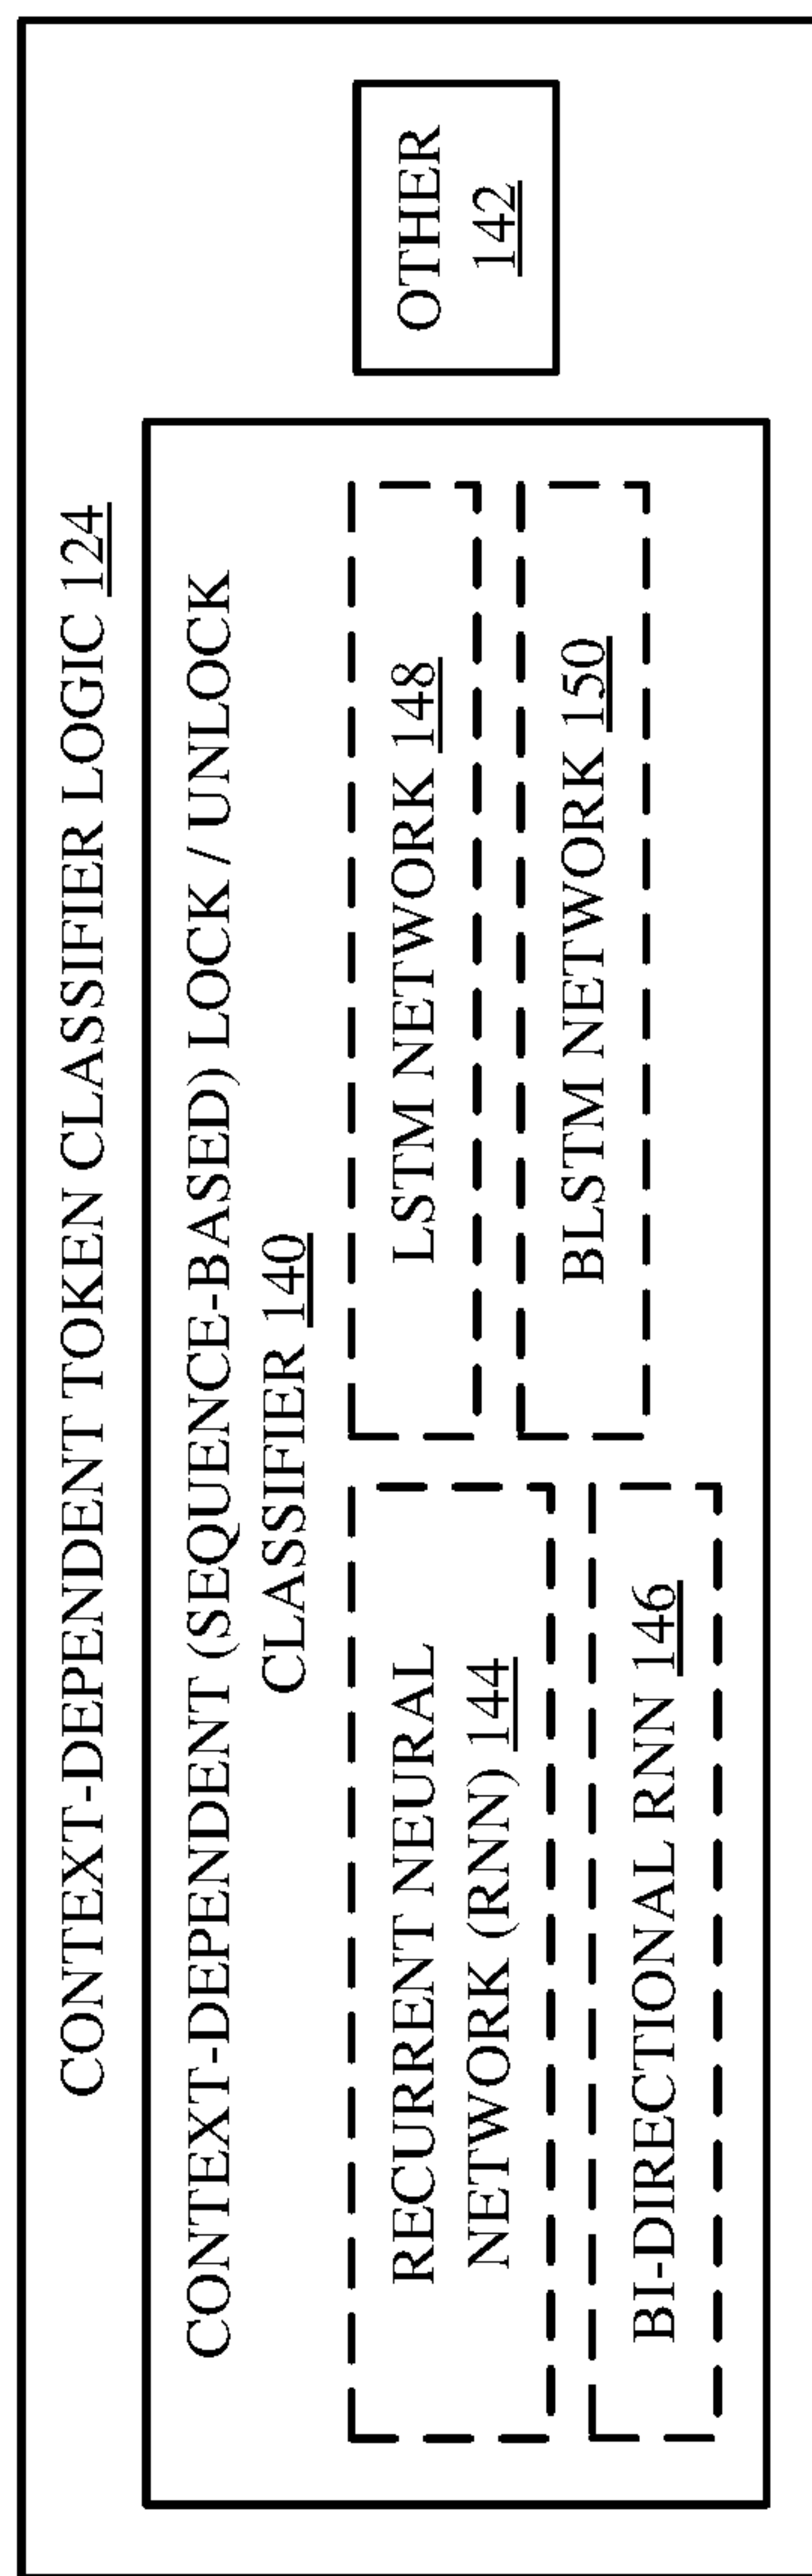 CONTEXT-DEPENDENT TOKEN CLASSIFIER LOGIC 124
CONTEXT-DEPENDENT (SEQUENCE-BASED) LOCK / UNLOCK
CLASSIFIER 140
RECURRENT NEURAL
NETWORK (RNN) 144
BI-DIRECTIONAL RNN 146
LSTM NETWORK 148
BLSTM NETWORK 150
OTHER
142